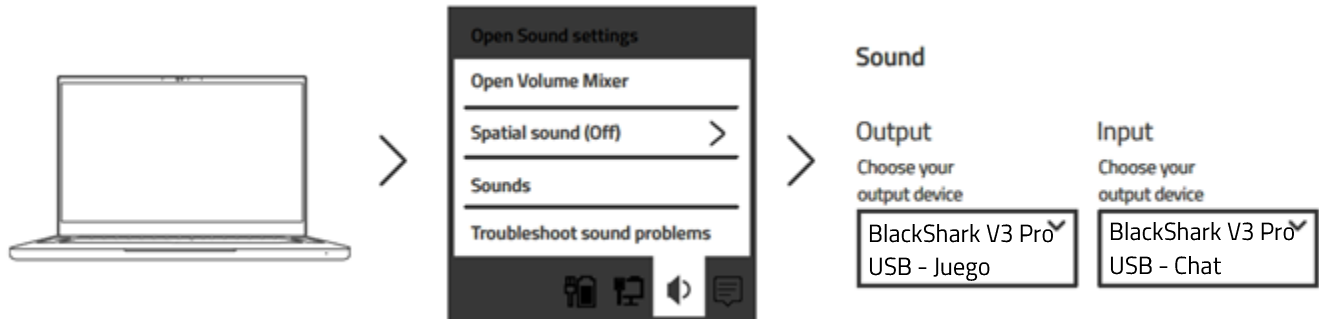 Open Sound settings
Open Volume Mixer
Spatial sound (Off)
Sounds
Troubleshoot sound problems
Sound
Output
Choose your
output device
BlackShark V3 Pro
USB - Juego
Input
Choose your
output device
BlackShark V3 Pro
USB - Chat